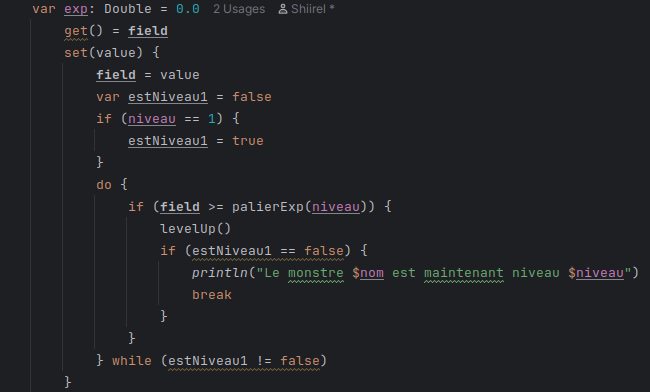 var exp: Double = 0.0 2 Usages Shiirel *
get() = field
set(value) {
field = value
var estNiveau1 = false
if (niveau == 1) {
estNiveau1 = true
}
do {
if (field >= palierExp(niveau)) {
levelUp()
if (estNiveau1 == false) {
println("Le monstre $nom est maintenant niveau $niveau")
break
}
}
} while (estNiveau1 != false)
}